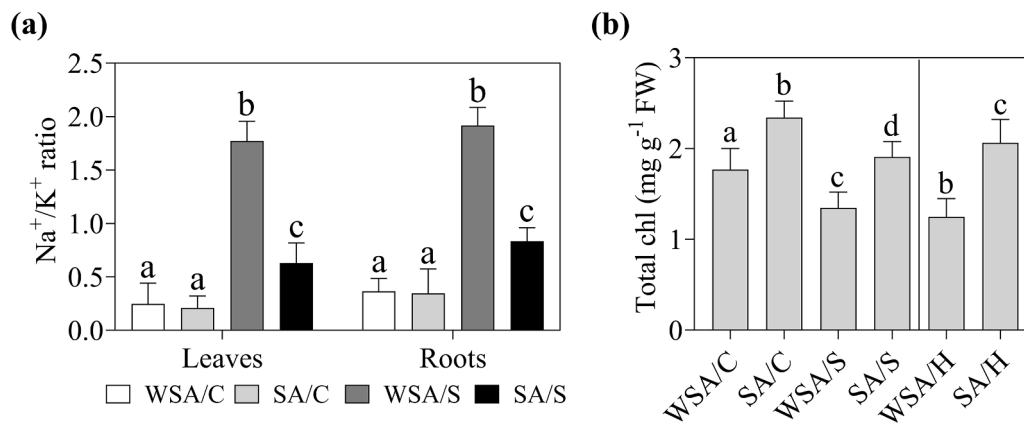 (a)
Na⁺/K⁺ ratio
2.5
2.0
1.5
1.0
0.5
0.0
a
a
b
c
a
a
b
c
Leaves
Roots
WSA/C
SA/C
WSA/S
SA/S
(b)
Total chl (mg g⁻¹ FW)
3
2
1
0
a
b
c
d
b
c
WSA/C
SA/C
WSA/S
SA/S
WSA/H
SA/H